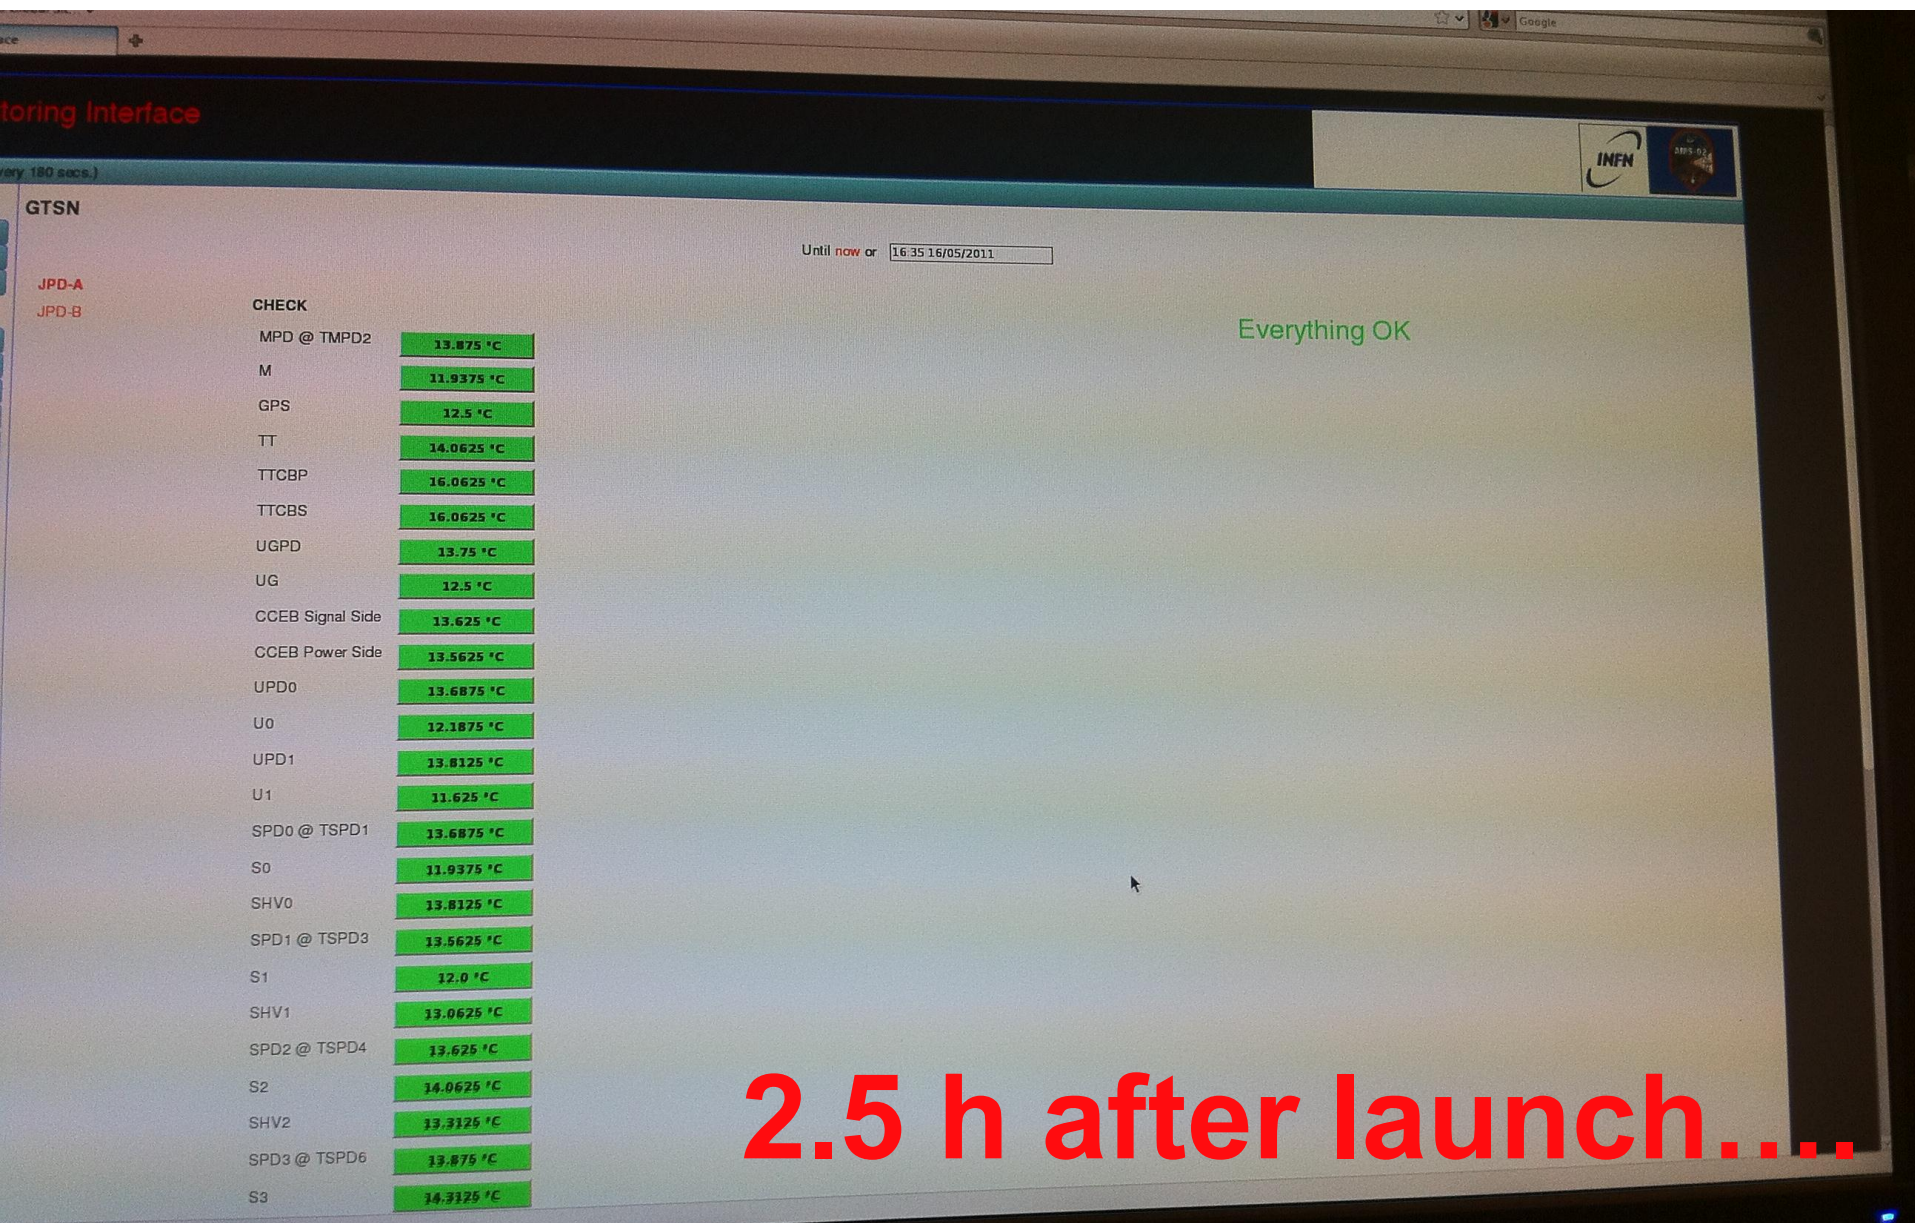 Google
ace
toring Interface
INFN
AMS-02
very 180 secs.)
GTSN
Until now or 16:35 16/05/2011
JPD-A
JPD-B
CHECK
Everything OK
MPD @ TMPD2 13.875 °C
M 11.9375 °C
GPS 12.5 °C
TT 14.0625 °C
TTCBP 16.0625 °C
TTCBS 16.0625 °C
UGPD 13.75 °C
UG 12.5 °C
CCEB Signal Side 13.625 °C
CCEB Power Side 13.5625 °C
UPD0 13.6875 °C
U0 12.1875 °C
UPD1 13.8125 °C
U1 11.625 °C
SPD0 @ TSPD1 13.6875 °C
S0 11.9375 °C
SHV0 13.8125 °C
SPD1 @ TSPD3 13.5625 °C
S1 12.0 °C
SHV1 13.0625 °C
SPD2 @ TSPD4 13.625 °C
S2 14.0625 °C
SHV2 13.3125 °C
SPD3 @ TSPD6 13.875 °C
S3 14.3125 °C
2.5 h after launch....